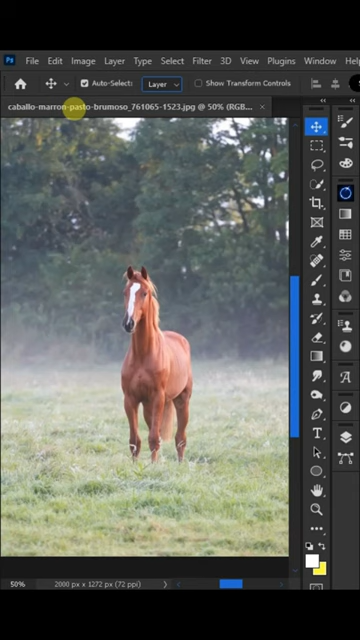 Ps File Edit Image Layer Type Select Filter 3D View Plugins Window Help
Auto-Select: Layer Show Transform Controls
caballo-marron-pasto-brumoso_761065-1523.jpg @ 50% (RGB...
50% 2000 px x 1272 px (72 ppi)